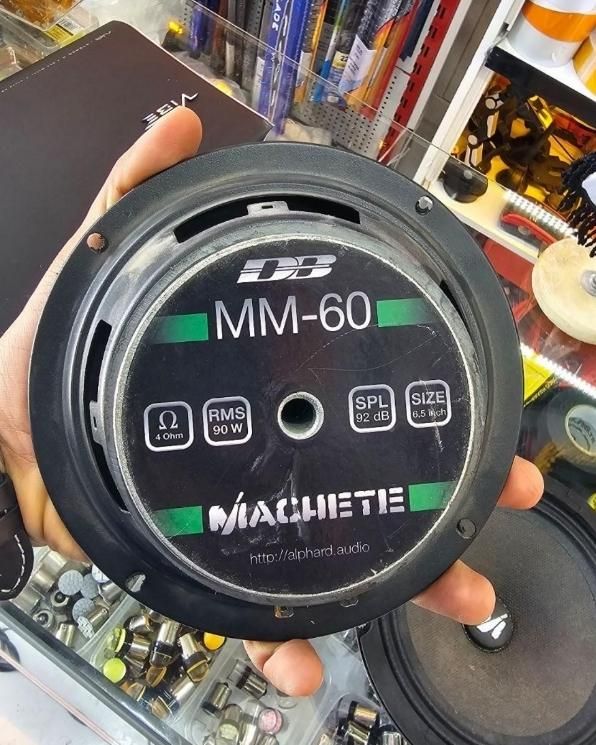 VIBE
DB
MM-60
Ω
4 Ohm
RMS
90 W
SPL
92 dB
SIZE
6.5 inch
MACHETE
http://alphard.audio